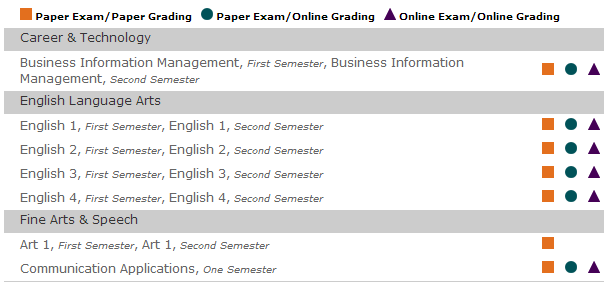 Paper Exam/Paper Grading Paper Exam/Online Grading Online Exam/Online Grading
Career & Technology
Business Information Management, First Semester, Business Information
Management, Second Semester
English Language Arts
English 1, First Semester, English 1, Second Semester
English 2, First Semester, English 2, Second Semester
English 3, First Semester, English 3, Second Semester
English 4, First Semester, English 4, Second Semester
Fine Arts & Speech
Art 1, First Semester, Art 1, Second Semester
Communication Applications, One Semester